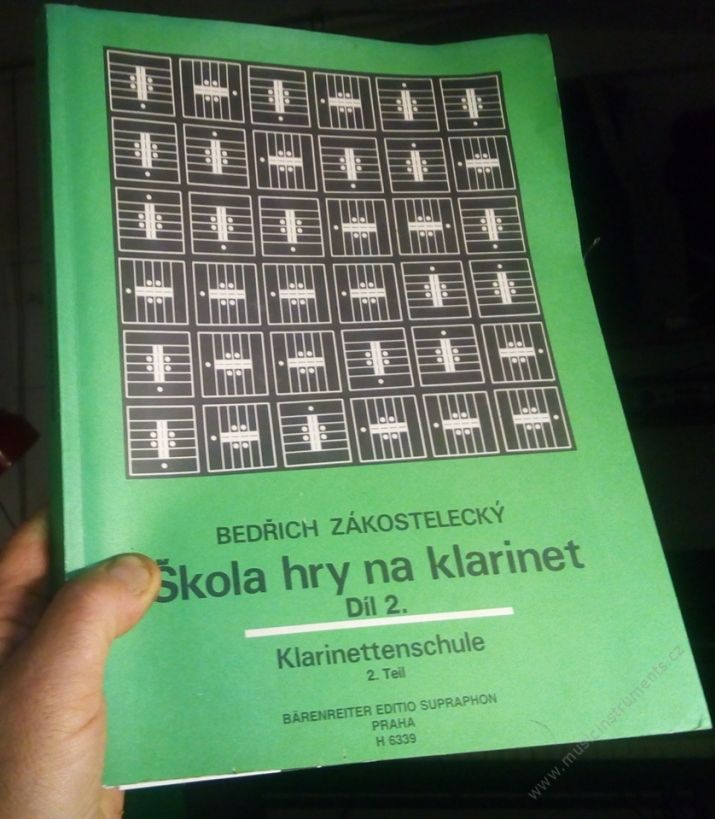 BEDŘICH ZÁKOSTELECKÝ
Škola hry na klarinet
Díl 2.
Klarinettenschule
2. Teil
BÄRENREITER EDITIO SUPRAPHON
PRAHA
H 6339
www.musicinstruments.cz